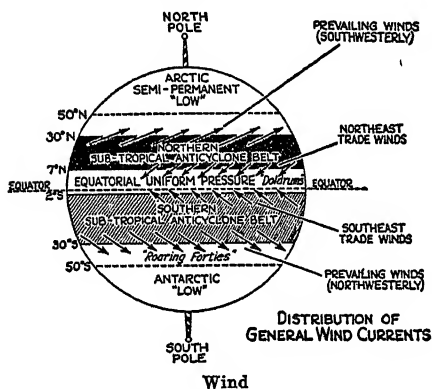 NORTH
POLE
PREVAILING WINDS
(SOUTHWESTERLY)
ARCTIC
SEMI-PERMANENT
"LOW"
50°N
30°N
NORTHERN
SUB-TROPICAL ANTICYCLONE BELT
NORTHEAST
TRADE WINDS
7°N
EQUATORIAL UNIFORM PRESSURE Doldrums
EQUATOR
EQUATOR
2°S
SOUTHERN
SUB-TROPICAL ANTICYCLONE BELT
SOUTHEAST
TRADE WINDS
30°S
"Roaring Forties"
50°S
PREVAILING WINDS
(NORTHWESTERLY)
ANTARCTIC
"LOW"
DISTRIBUTION OF
GENERAL WIND CURRENTS
SOUTH
POLE
Wind